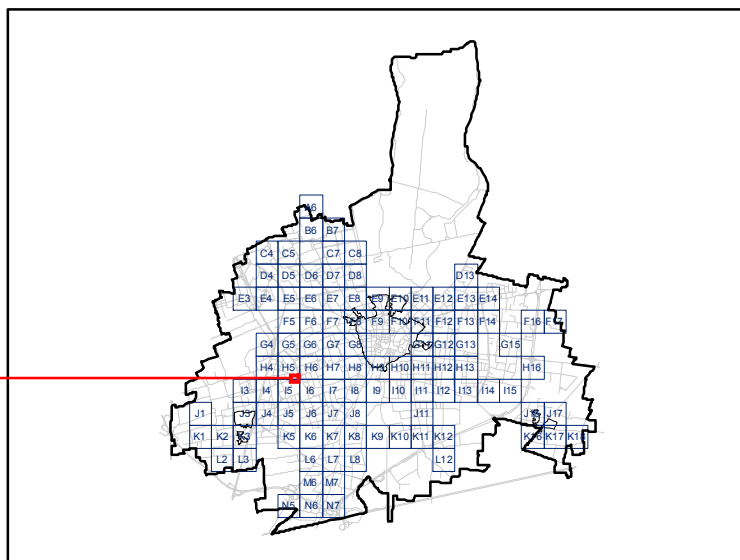 A6
B6 B7
C4 C5 C7 C8
D4 D5 D6 D7 D8 D13
E3 E4 E5 E6 E7 E8 E9 E10 E11 E12 E13 E14
F5 F6 F7 F9 F10 F11 F12 F13 F14 F16
G4 G5 G6 G7 G8 G12 G13 G15
H4 H5 H6 H7 H8 H10 H11 H12 H13 H16
I3 I4 I5 I6 I7 I8 I9 I10 I11 I12 I13 I14 I15
J1 J3 J4 J5 J6 J7 J8 J11 J17
K1 K2 K5 K6 K7 K8 K9 K10 K11 K12 K16 K17 K18
L2 L3 L6 L7 L8 L12
M6 M7
N5 N6 N7